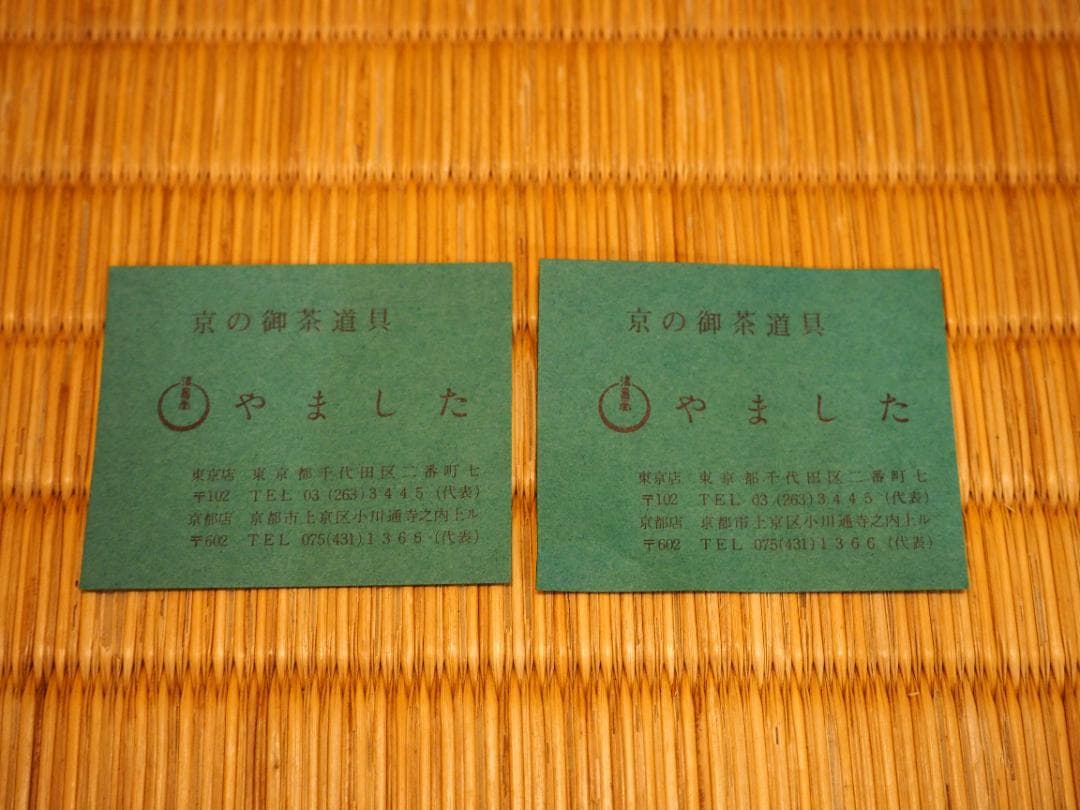 京の御茶道具
やました
東京店 東京都千代田区二番町七
〒102 TEL 03(263)3445(代表)
京都店 京都市上京区小川通寺之内上ル
〒602 TEL 075(431)1366(代表)
京の御茶道具
やました
東京店 東京都千代田区二番町七
〒102 TEL 03(263)3445(代表)
京都店 京都市上京区小川通寺之内上ル
〒602 TEL 075(431)1366(代表)